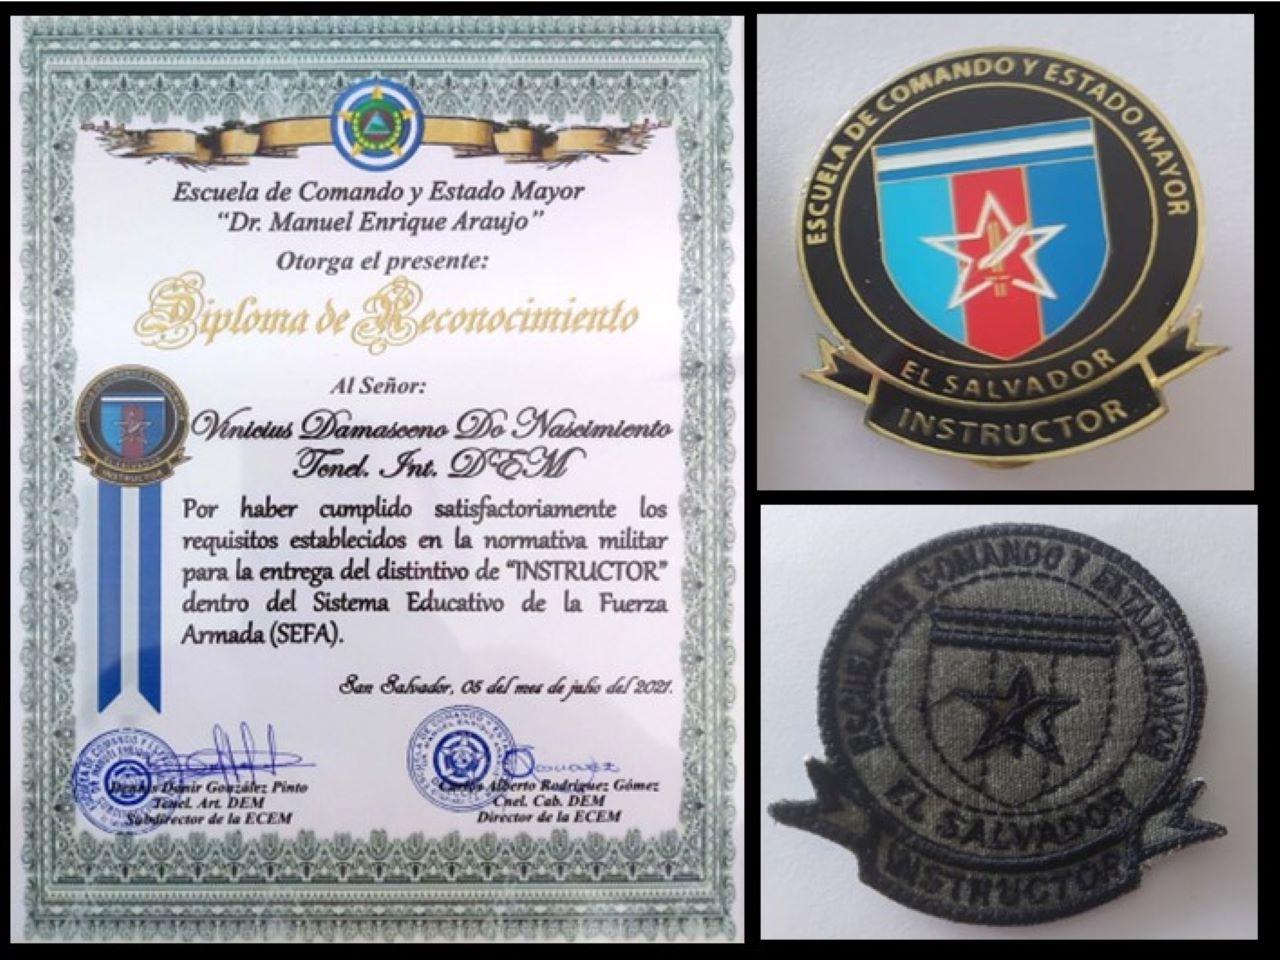 Escuela de Comando y Estado Mayor
“Dr. Manuel Enrique Araujo”
Otorga el presente:
Diploma de Reconocimiento
Al Señor:
Vinicius Damasceno Do Nascimento
Tenel. Int. DEM
Por haber cumplido satisfactoriamente los
requisitos establecidos en la normativa militar
para la entrega del distintivo de “INSTRUCTOR”
dentro del Sistema Educativo de la Fuerza
Armada (SEFA).
San Salvador, 05 del mes de julio del 2021.
Damir González Pinto
Tenel. Art. DEM
Subdirector de la ECEM
Carlos Alberto Rodríguez Gómez
Cnel. Cab. DEM
Director de la ECEM
ESCUELA DE COMANDO Y ESTADO MAYOR
EL SALVADOR
INSTRUCTOR
ESCUELA DE COMANDO Y ESTADO MAYOR
EL SALVADOR
INSTRUCTOR